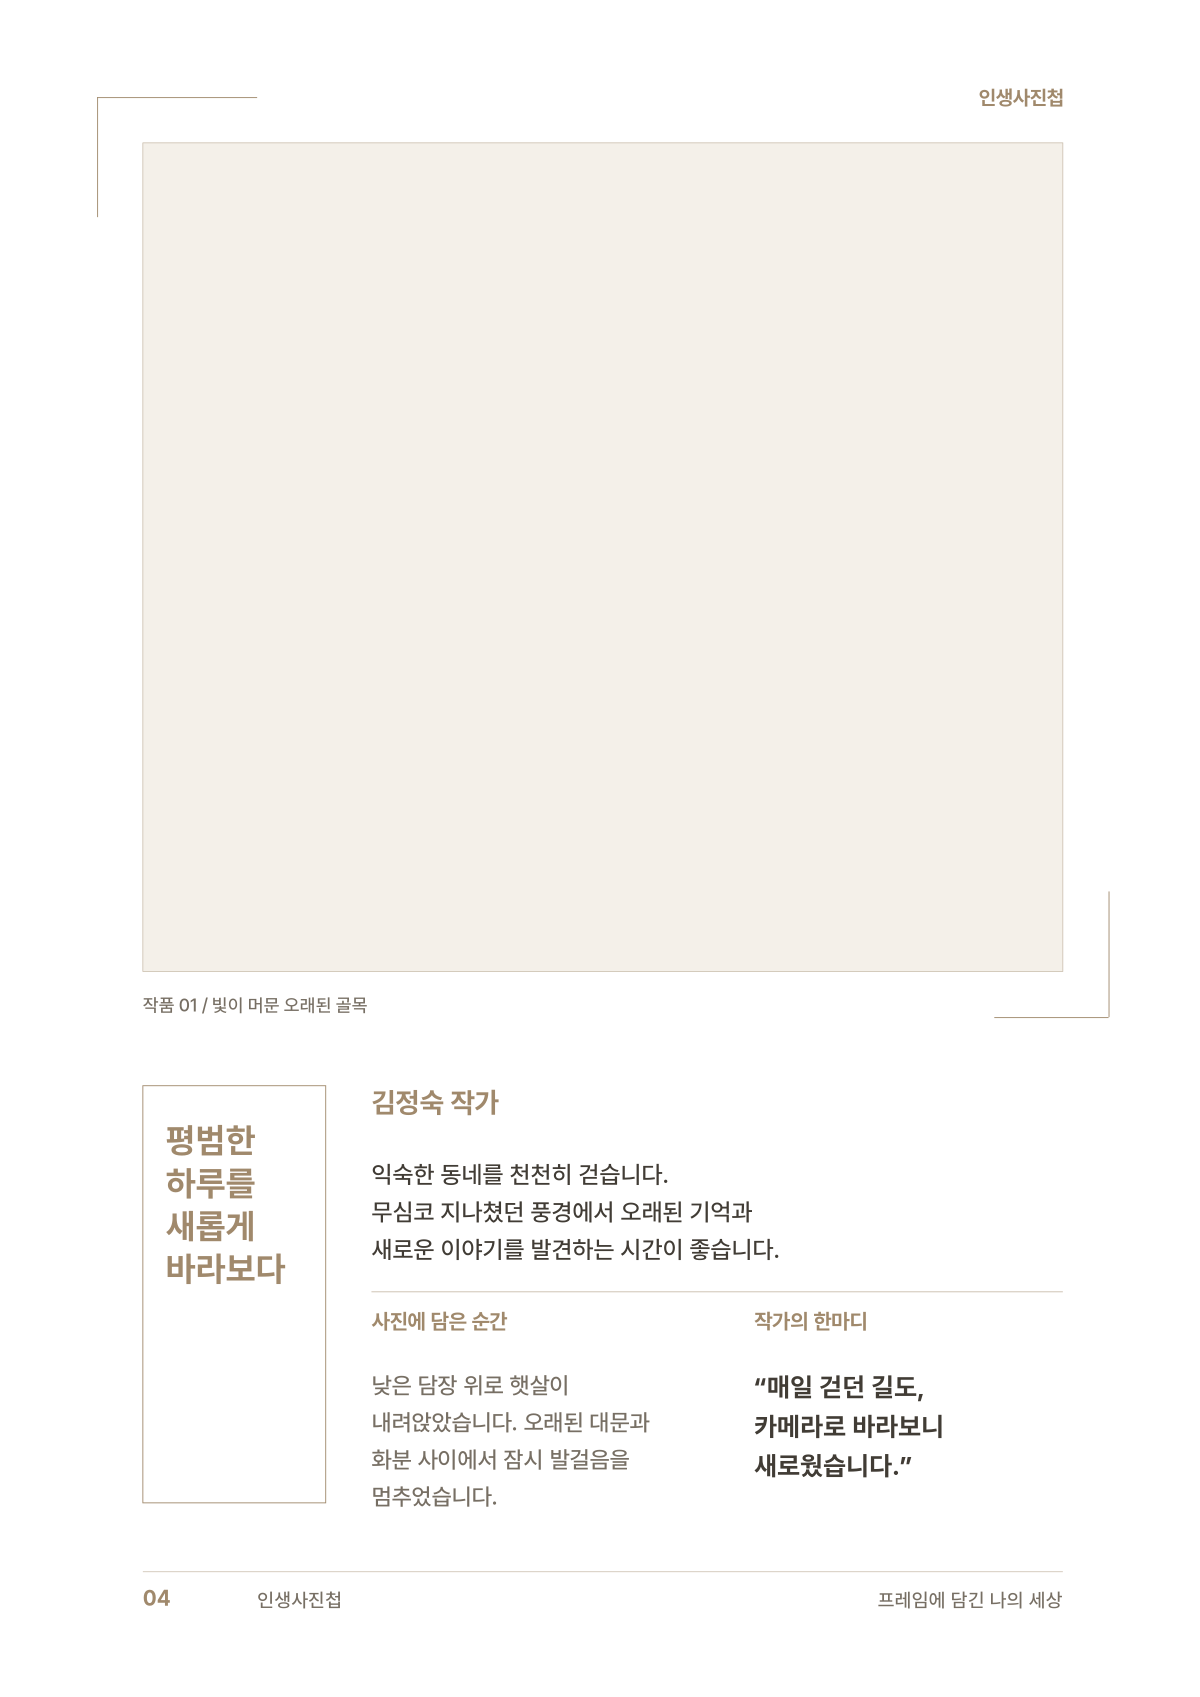 인생사진첩
작품 01 / 빛이 머문 오래된 골목
평범한
하루를
새롭게
바라보다
김정숙 작가
익숙한 동네를 천천히 걷습니다.
무심코 지나쳤던 풍경에서 오래된 기억과
새로운 이야기를 발견하는 시간이 좋습니다.
사진에 담은 순간
낮은 담장 위로 햇살이
내려앉았습니다. 오래된 대문과
화분 사이에서 잠시 발걸음을
멈추었습니다.
작가의 한마디
“매일 걷던 길도,
카메라로 바라보니
새로웠습니다.”
04 인생사진첩 프레임에 담긴 나의 세상